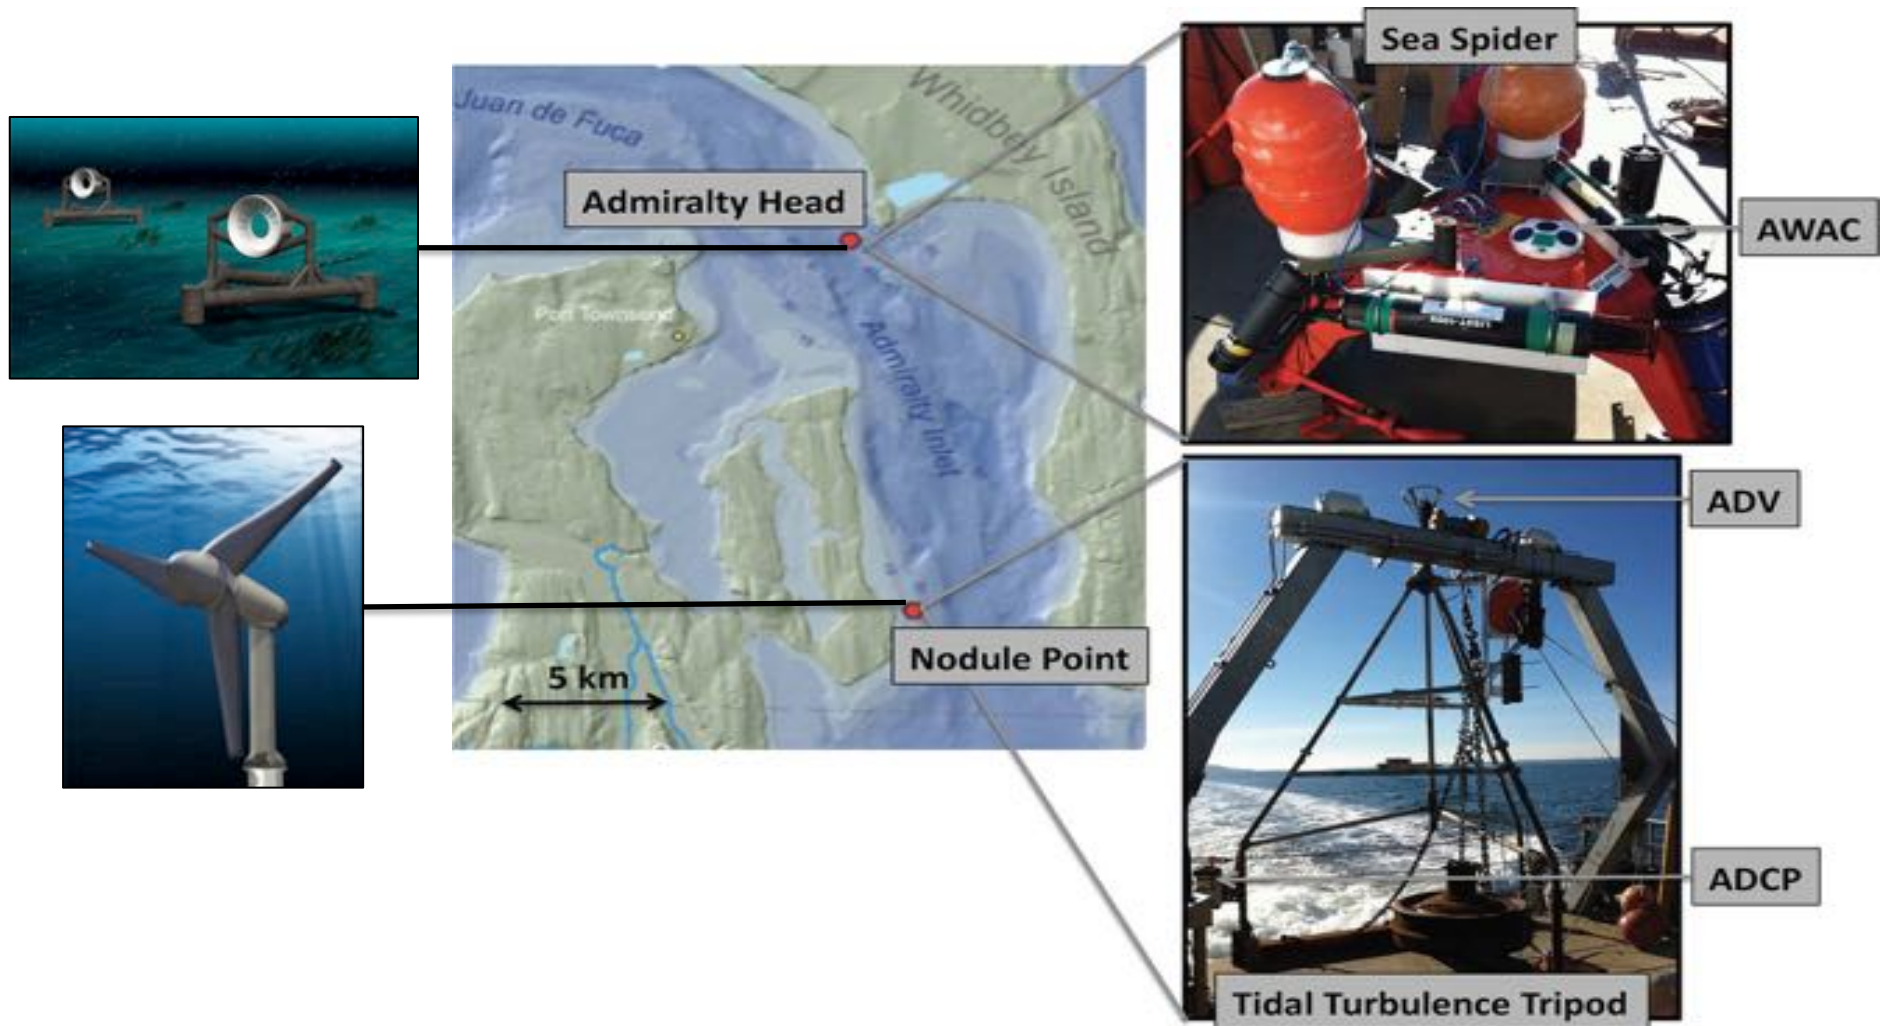 Sea Spider
Juan de Fuca
Whidbey Island
Admiralty Head
AWAC
Port Townsend
Admiralty Inlet
ADV
Nodule Point
5 km
ADCP
Tidal Turbulence Tripod